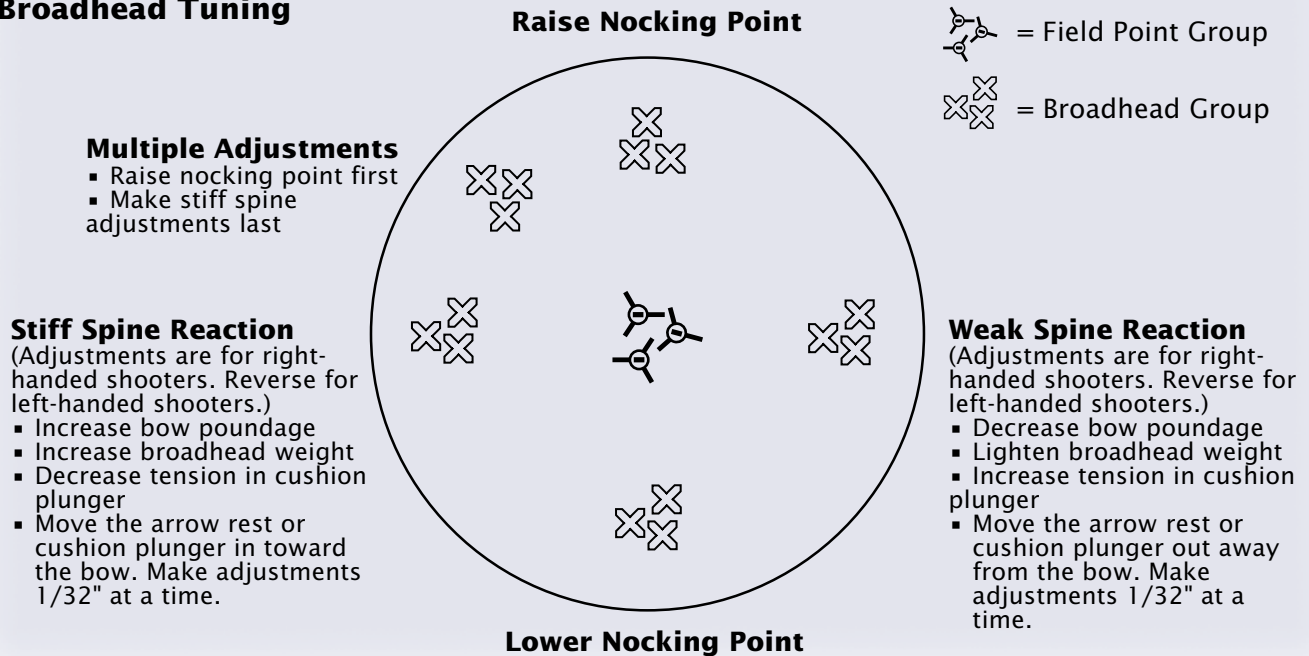 Broadhead Tuning
Raise Nocking Point
= Field Point Group
= Broadhead Group
Multiple Adjustments
▪ Raise nocking point first
▪ Make stiff spine
adjustments last
Stiff Spine Reaction
(Adjustments are for right-
handed shooters. Reverse for
left-handed shooters.)
▪ Increase bow poundage
▪ Increase broadhead weight
▪ Decrease tension in cushion
plunger
▪ Move the arrow rest or
cushion plunger in toward
the bow. Make adjustments
1/32" at a time.
Weak Spine Reaction
(Adjustments are for right-
handed shooters. Reverse for
left-handed shooters.)
▪ Decrease bow poundage
▪ Lighten broadhead weight
▪ Increase tension in cushion
plunger
▪ Move the arrow rest or
cushion plunger out away
from the bow. Make
adjustments 1/32" at a
time.
Lower Nocking Point